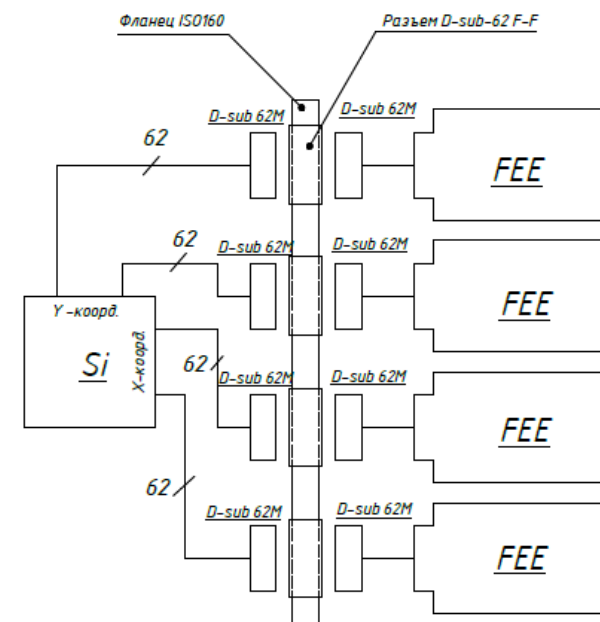 Фланец ISO160
Разъем D-sub-62 F-F
D-sub 62M
D-sub 62M
62
FEE
62
D-sub 62M
D-sub 62M
FEE
Y -коорд.
X-коорд.
Si
62
D-sub 62M
D-sub 62M
FEE
62
D-sub 62M
D-sub 62M
FEE